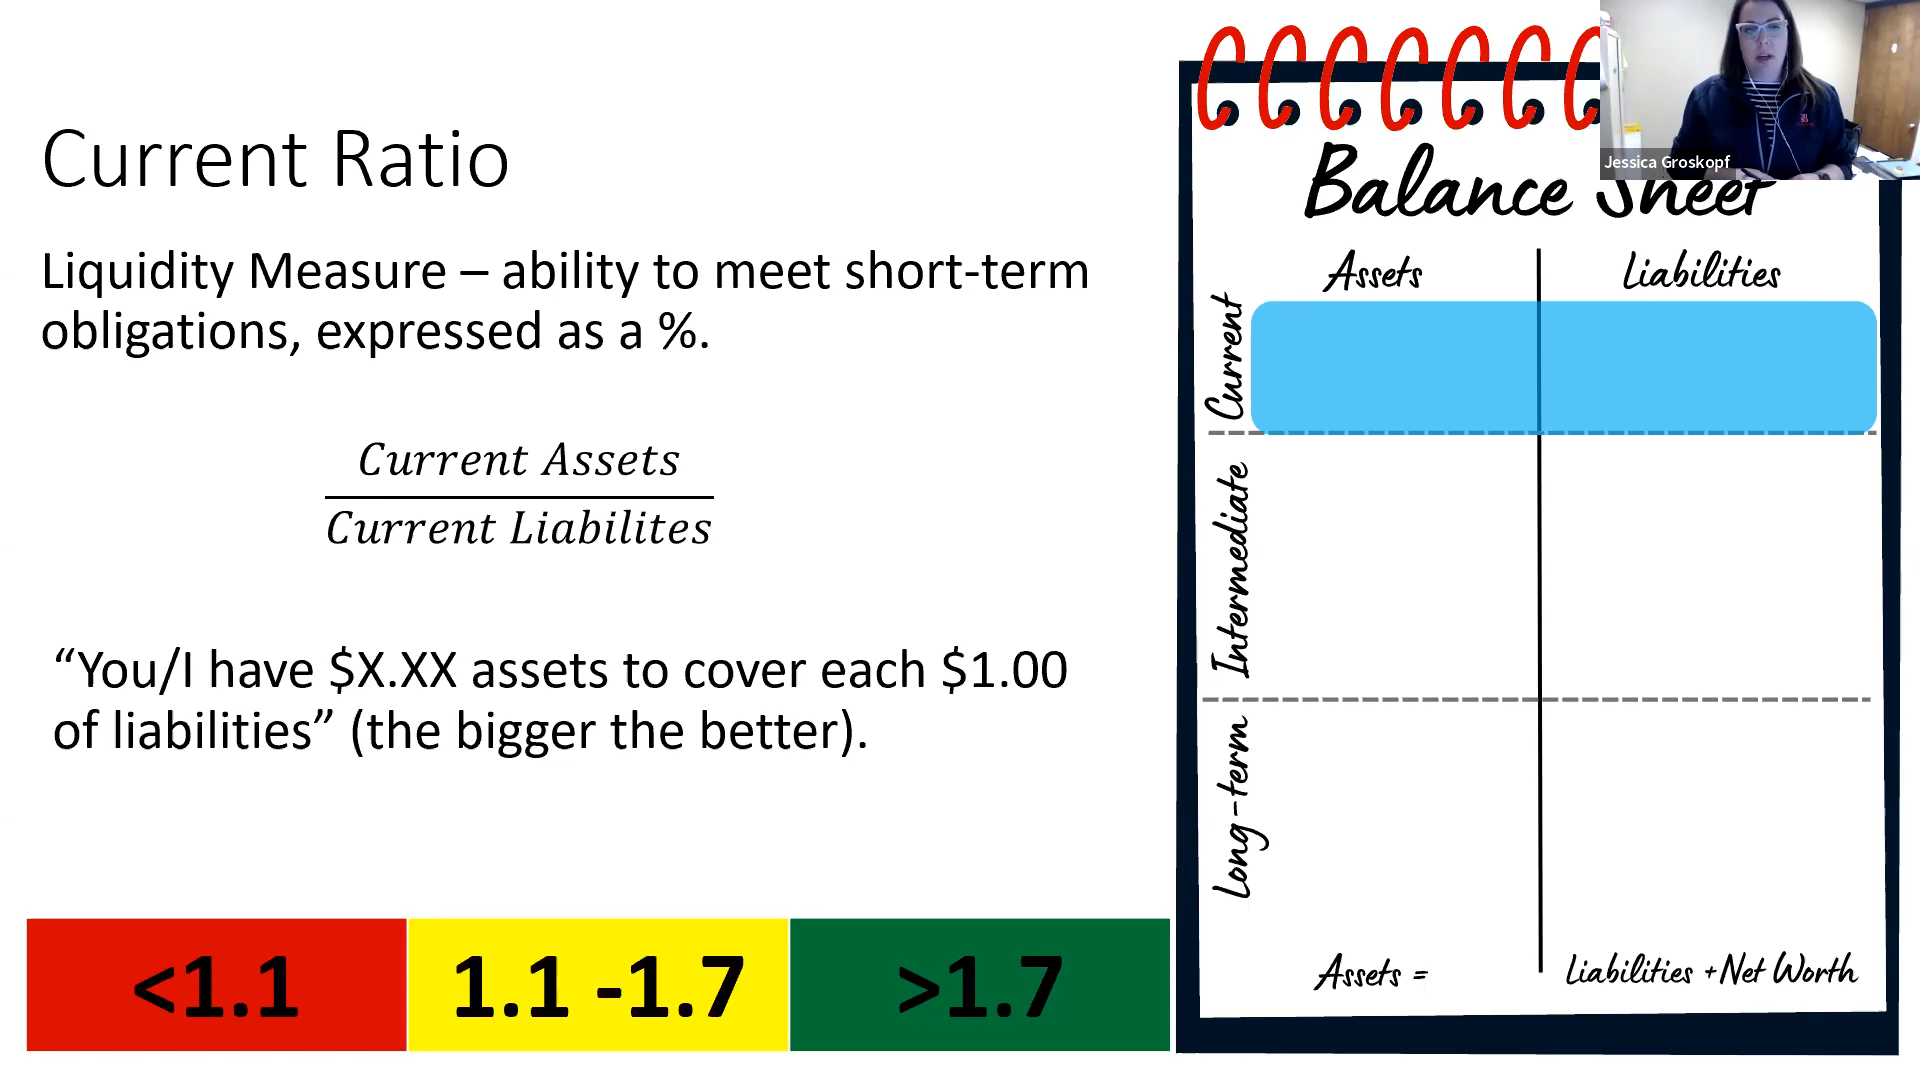 Current Ratio
Liquidity Measure – ability to meet short-term
obligations, expressed as a %.
Current Assets
Current Liabilites
“You/I have $X.XX assets to cover each $1.00
of liabilities” (the bigger the better).
<1.1
1.1 -1.7
>1.7
Jessica Groskopf
Balance Sheet
Assets
Liabilities
Current
Intermediate
Long-term
Assets =
Liabilities + Net Worth